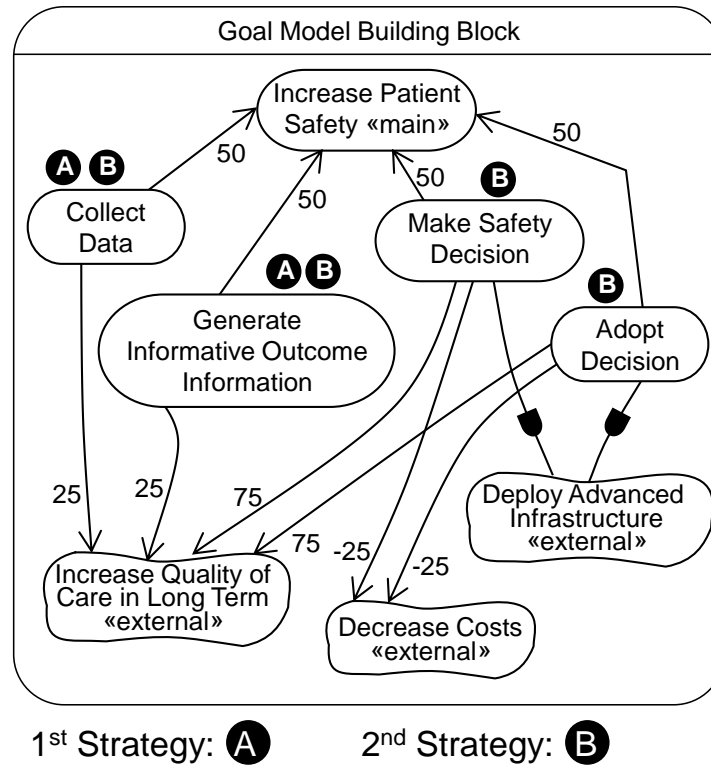 Goal Model Building Block
Increase Patient
Safety «main»
50
50
50
50
A B
Collect
Data
B
Make Safety
Decision
A B
Generate
Informative Outcome
Information
B
Adopt
Decision
25
25
75
75
-25
-25
Deploy Advanced
Infrastructure
«external»
Increase Quality of
Care in Long Term
«external»
Decrease Costs
«external»
1st Strategy: A
2nd Strategy: B